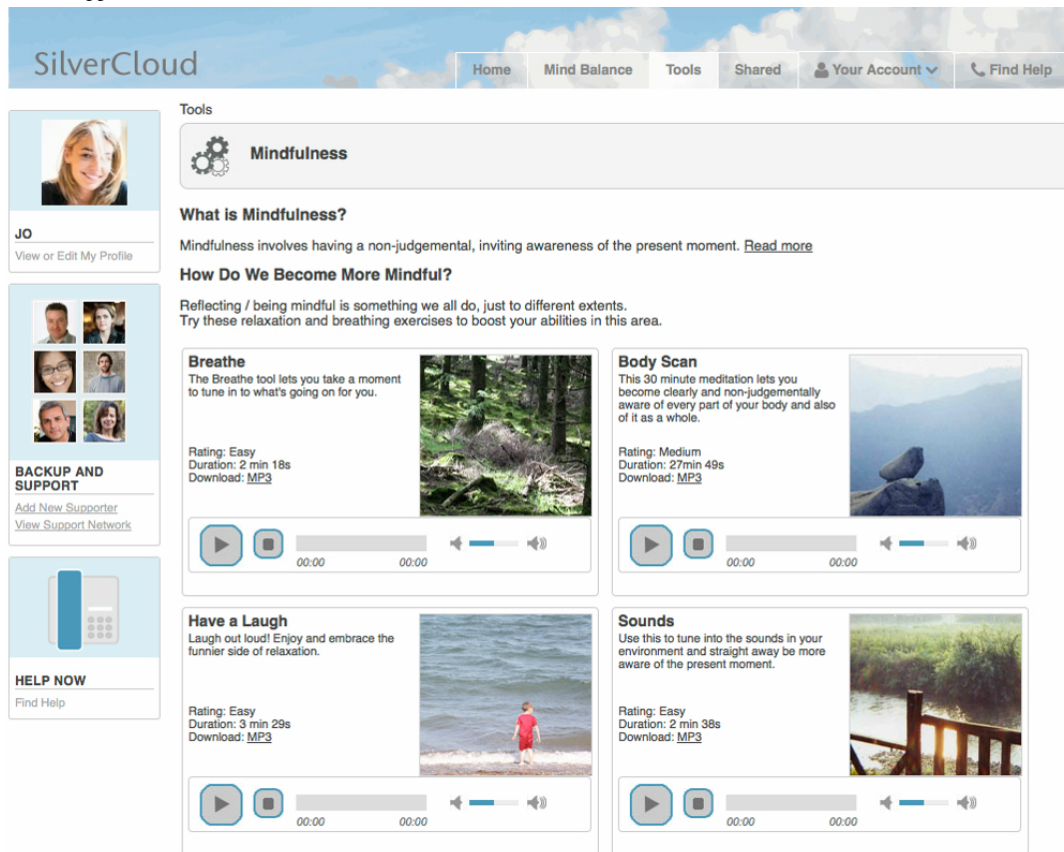 SilverCloud
Home
Mind Balance
Tools
Shared
Your Account
Find Help
JO
View or Edit My Profile
BACKUP AND
SUPPORT
Add New Supporter
View Support Network
HELP NOW
Find Help
Tools
Mindfulness
What is Mindfulness?
Mindfulness involves having a non-judgemental, inviting awareness of the present moment. Read more
How Do We Become More Mindful?
Reflecting / being mindful is something we all do, just to different extents.
Try these relaxation and breathing exercises to boost your abilities in this area.
Breathe
The Breathe tool lets you take a moment
to tune in to what's going on for you.
Rating: Easy
Duration: 2 min 18s
Download: MP3
00:00
00:00
Body Scan
This 30 minute meditation lets you
become clearly and non-judgementally
aware of every part of your body and also
of it as a whole.
Rating: Medium
Duration: 27min 49s
Download: MP3
00:00
00:00
Have a Laugh
Laugh out loud! Enjoy and embrace the
funnier side of relaxation.
Rating: Easy
Duration: 3 min 29s
Download: MP3
00:00
00:00
Sounds
Use this to tune into the sounds in your
environment and straight away be more
aware of the present moment.
Rating: Easy
Duration: 2 min 38s
Download: MP3
00:00
00:00